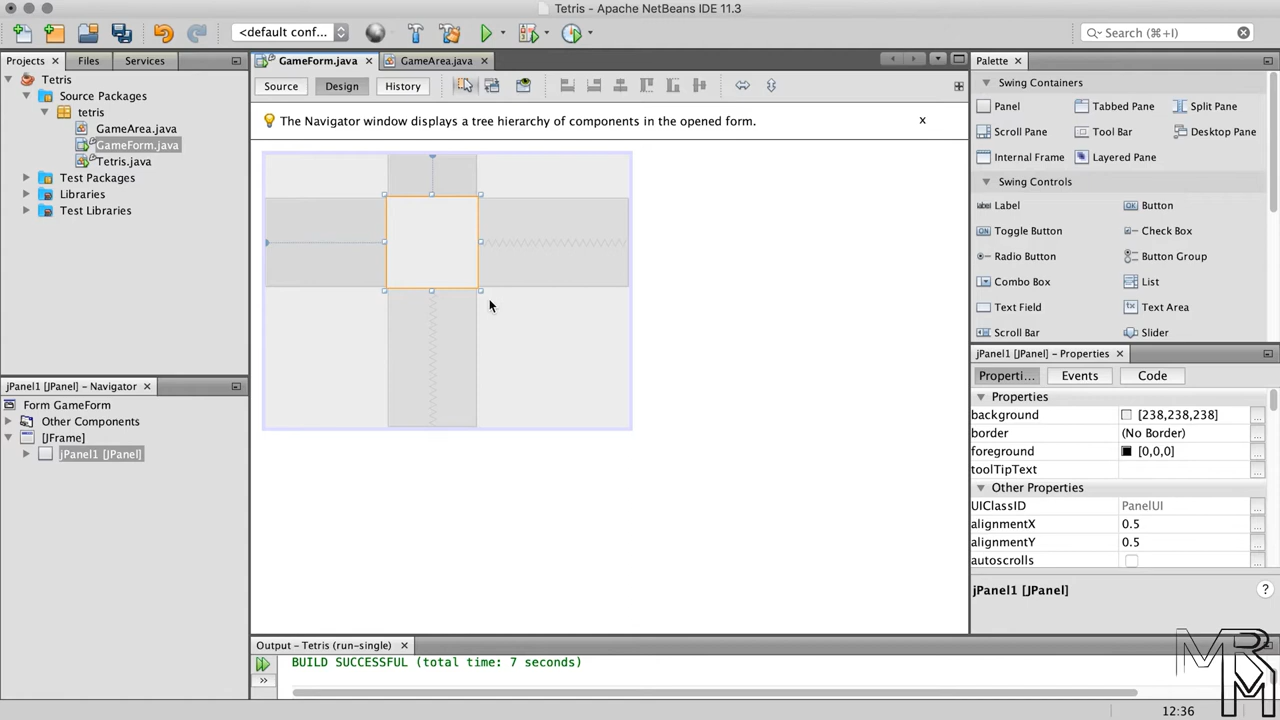 Tetris - Apache NetBeans IDE 11.3
<default conf...
Search (⌘+I)
Projects
Files
Services
GameForm.java
GameArea.java
Palette
Tetris
Source Packages
tetris
GameArea.java
GameForm.java
Tetris.java
Test Packages
Libraries
Test Libraries
Source
Design
History
The Navigator window displays a tree hierarchy of components in the opened form.
x
Swing Containers
Panel
Tabbed Pane
Split Pane
Scroll Pane
Tool Bar
Desktop Pane
Internal Frame
Layered Pane
Swing Controls
Label
Button
Toggle Button
Check Box
Radio Button
Button Group
Combo Box
List
Text Field
Text Area
Scroll Bar
Slider
jPanel1 [JPanel] - Navigator
Form GameForm
Other Components
[JFrame]
jPanel1 [JPanel]
jPanel1 [JPanel] - Properties
Properti...
Events
Code
Properties
background
[238,238,238]
border
(No Border)
foreground
[0,0,0]
toolTipText
Other Properties
UIClassID
PanelUI
alignmentX
0.5
alignmentY
0.5
autoscrolls
jPanel1 [JPanel]
Output - Tetris (run-single)
BUILD SUCCESSFUL (total time: 7 seconds)
12:36